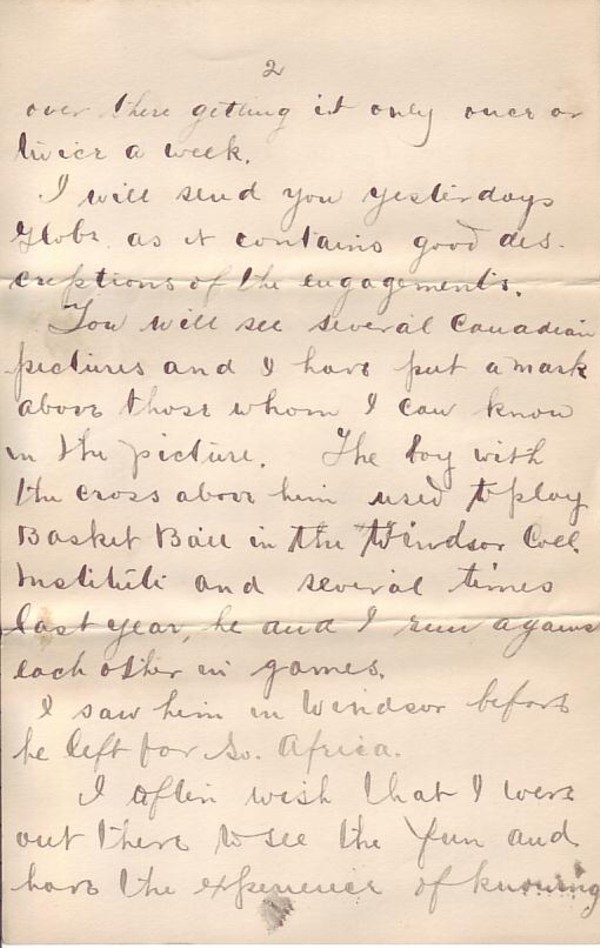 2
over there getting it only once or
twice a week.
I will send you yesterdays
Globe as it contains good des-
criptions of the engagements.
You will see several Canadian
pictures and I have put a mark
above those whom I can know
in the picture. The boy with
the cross above him used to play
Basket Ball in the Windsor Coll.
Institute and several times
last year, he and I run agains
each other in games.
I saw him in Windsor before
he left for So. Africa.
I often wish that I were
out there to see the fun and
have the experience of knowing